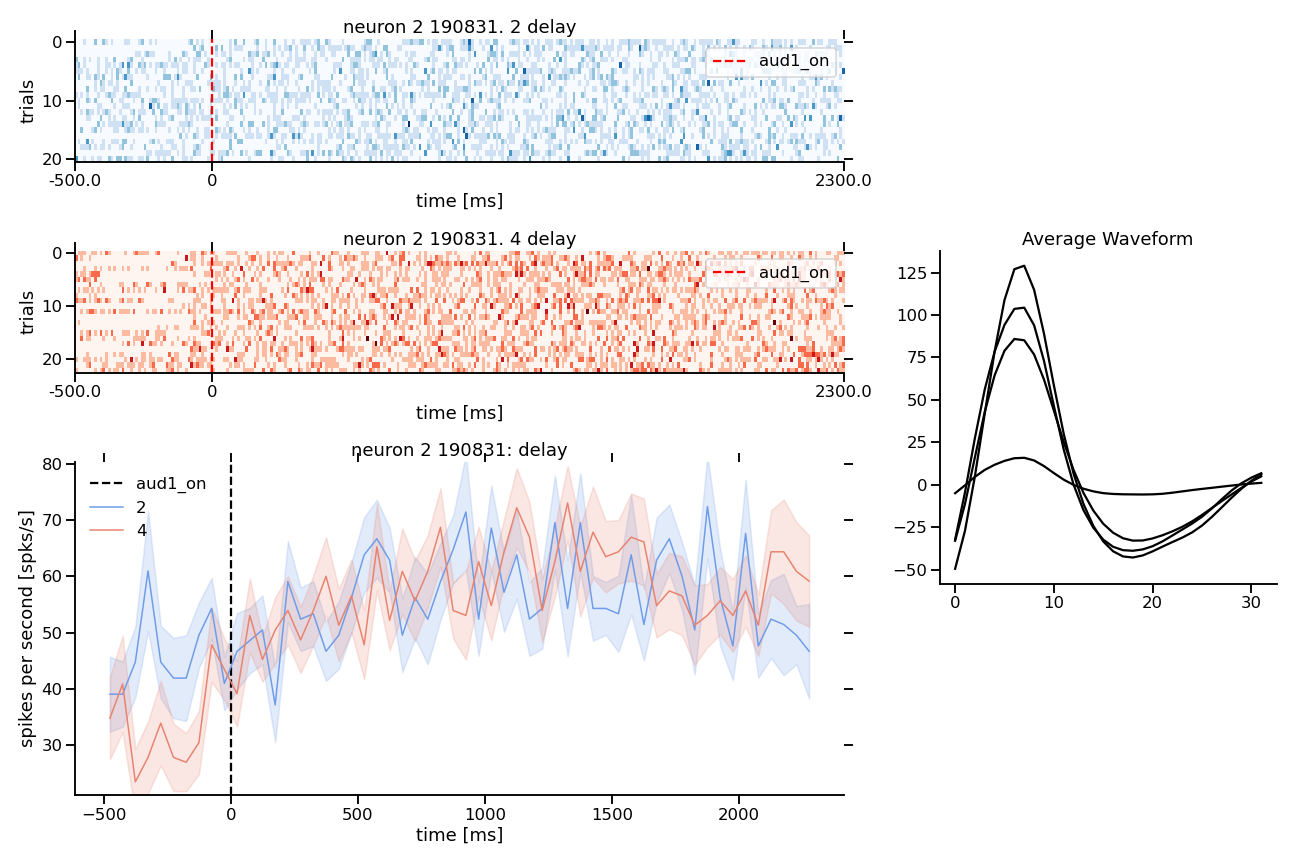 neuron 2 190831. 2 delay
trials
0
10
20
aud1_on
-500.0
0
2300.0
time [ms]
neuron 2 190831. 4 delay
trials
0
10
20
aud1_on
-500.0
0
2300.0
time [ms]
neuron 2 190831: delay
spikes per second [spks/s]
80
70
60
50
40
30
aud1_on
2
4
−500
0
500
1000
1500
2000
time [ms]
Average Waveform
125
100
75
50
25
0
−25
−50
0
10
20
30